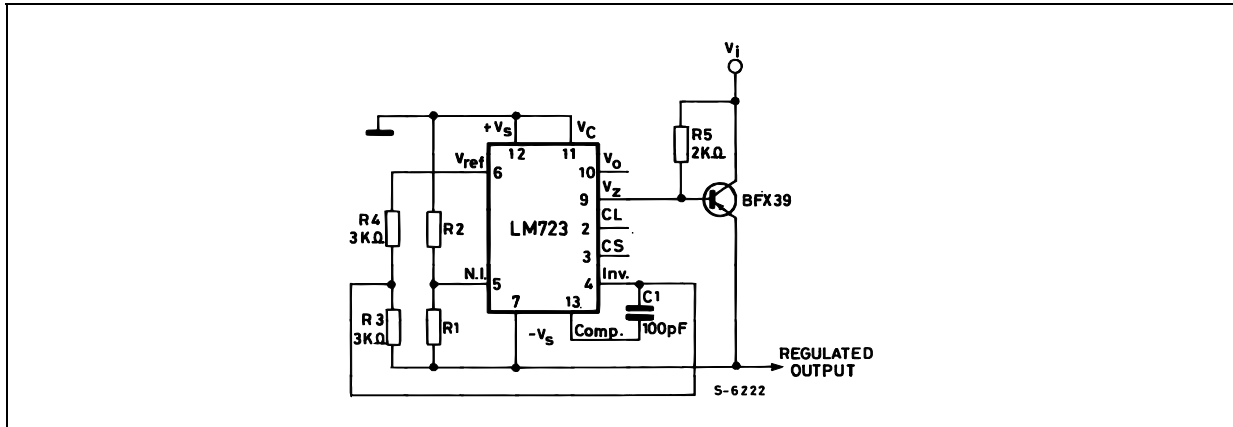 Vi
+Vs
VC
R5
2KΩ
12
11
Vref
6
VO
10
VZ
9
BFX39
R4
3KΩ
R2
LM723
CL
2
CS
3
N.I.
5
Inv.
4
7
13
C1
R3
3KΩ
R1
-Vs
Comp.
100pF
REGULATED
OUTPUT
S-6222